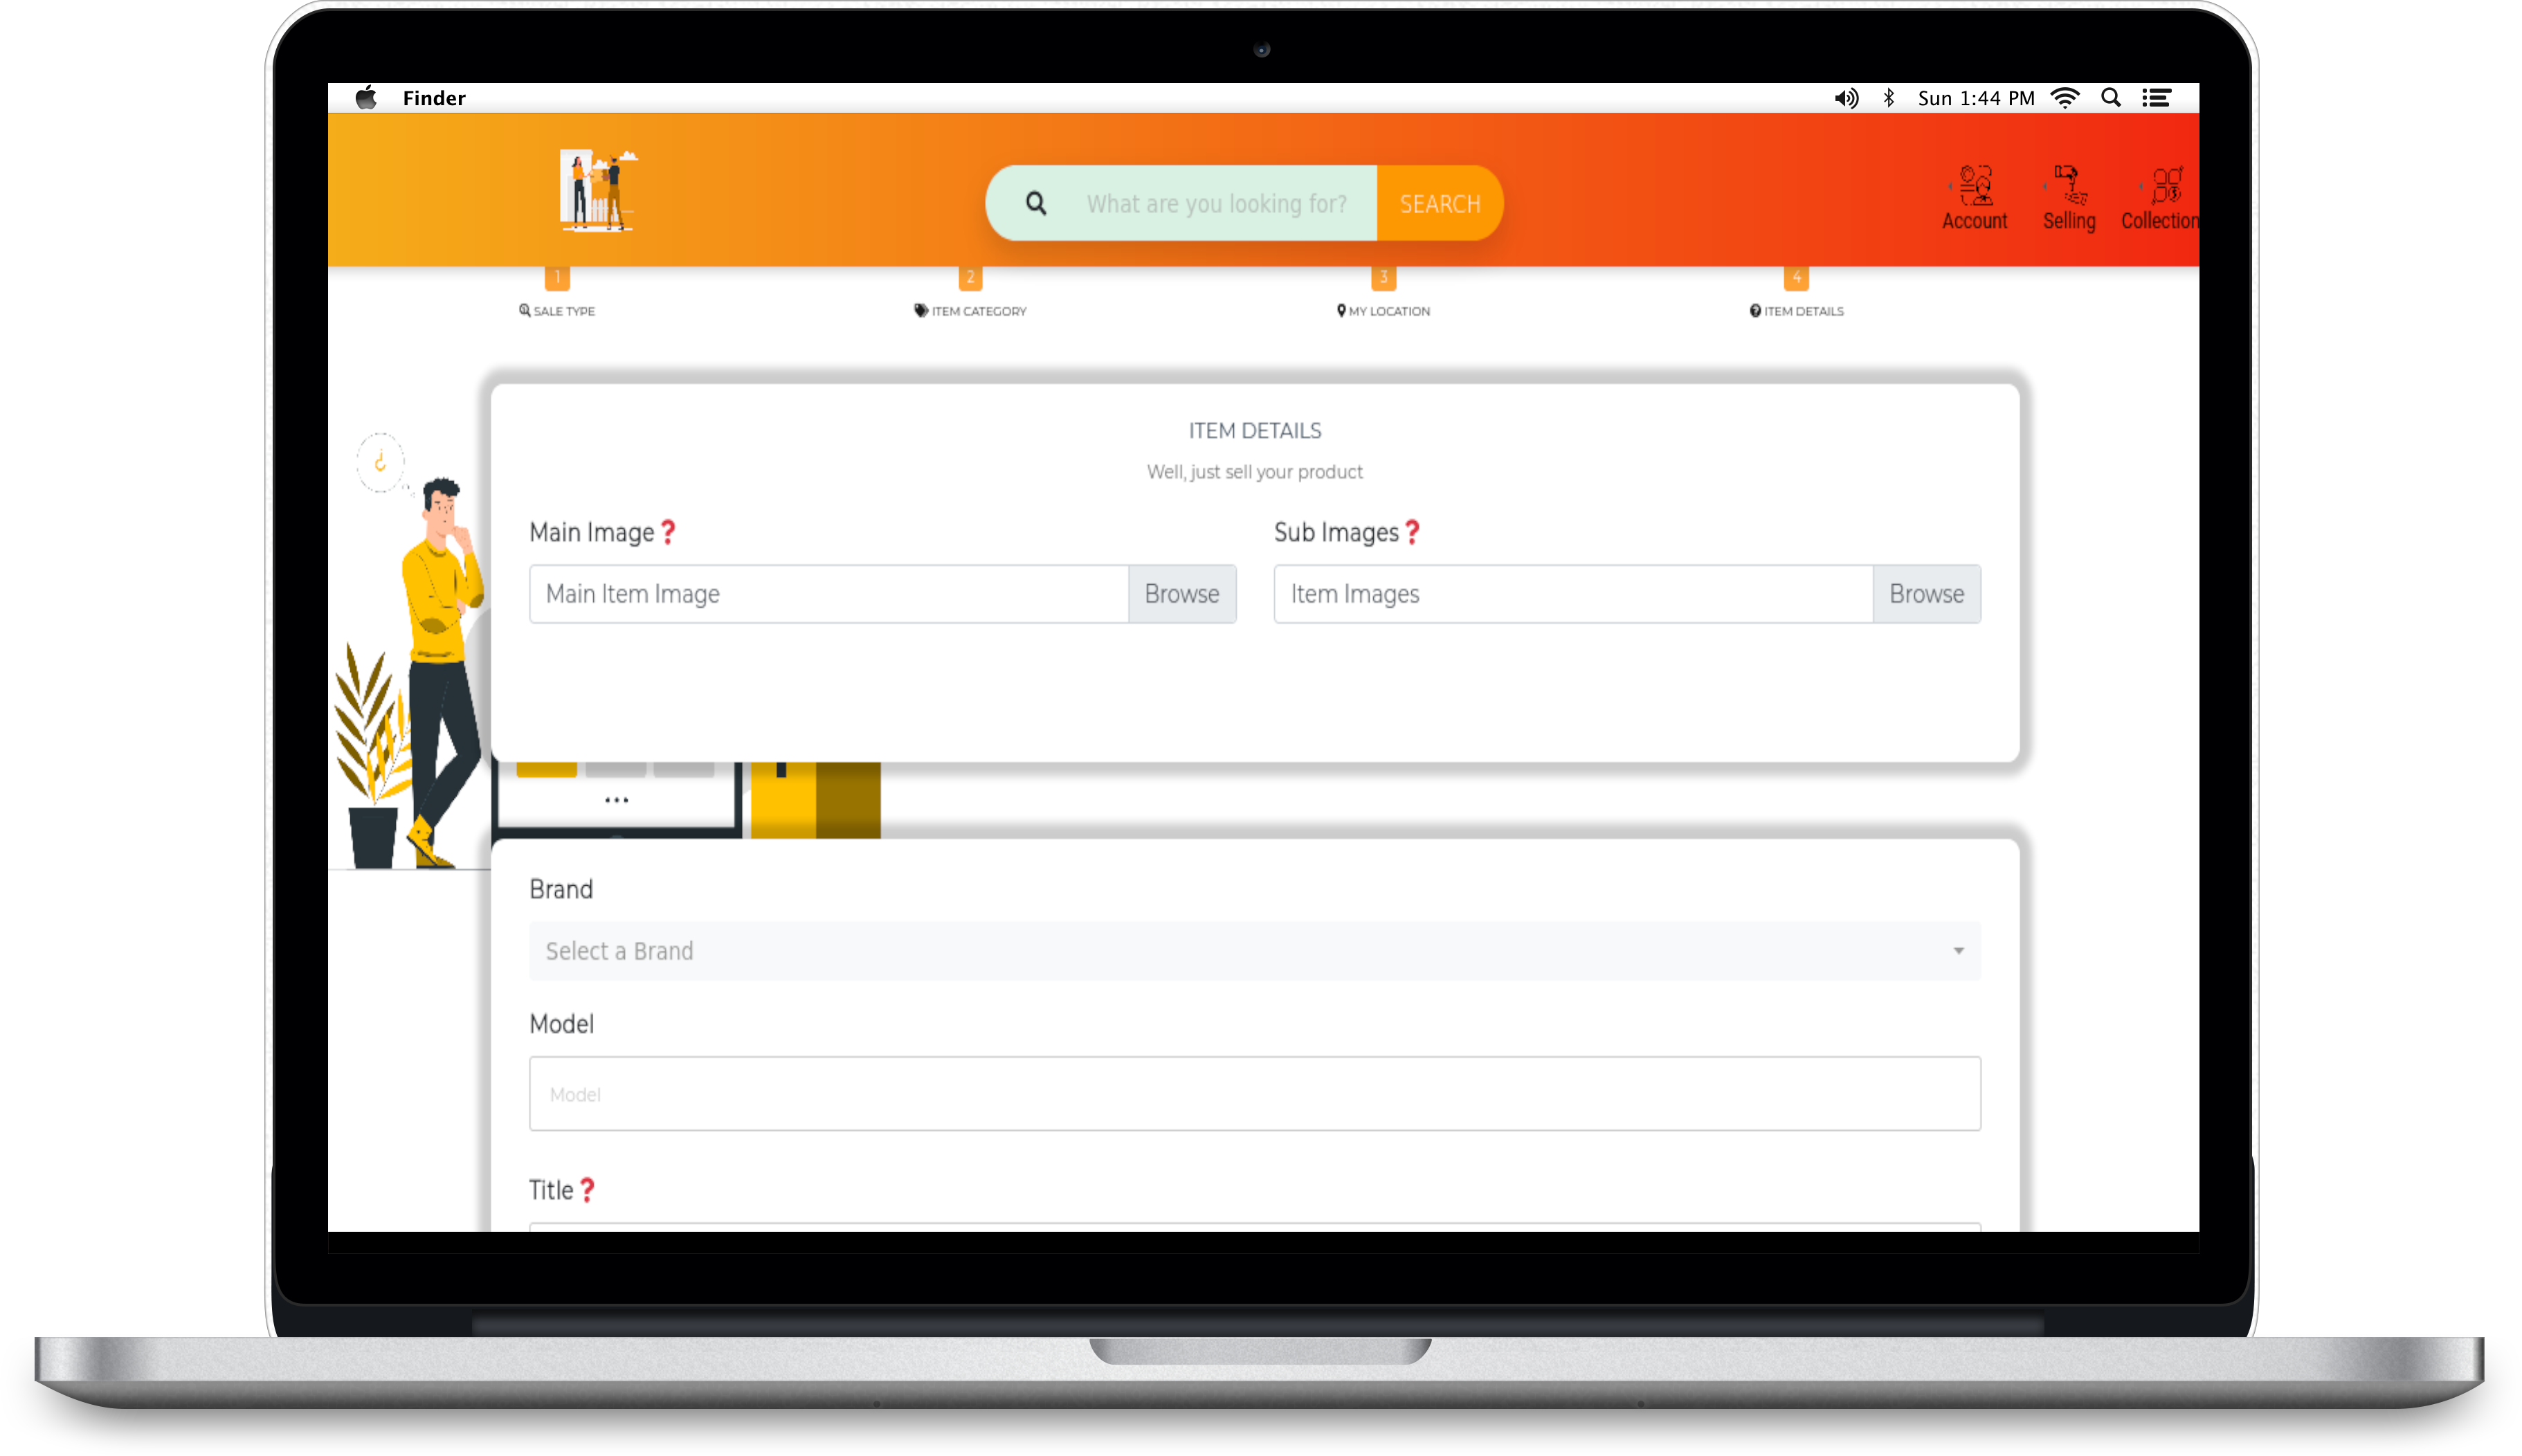 Finder
Sun 1:44 PM
What are you looking for?
SEARCH
Account
Selling
Collection
1
2
3
4
SALE TYPE
ITEM CATEGORY
MY LOCATION
ITEM DETAILS
ITEM DETAILS
Well, just sell your product
Main Image ?
Sub Images ?
Main Item Image
Browse
Item Images
Browse
¿
...
Brand
Select a Brand
Model
Model
Title ?